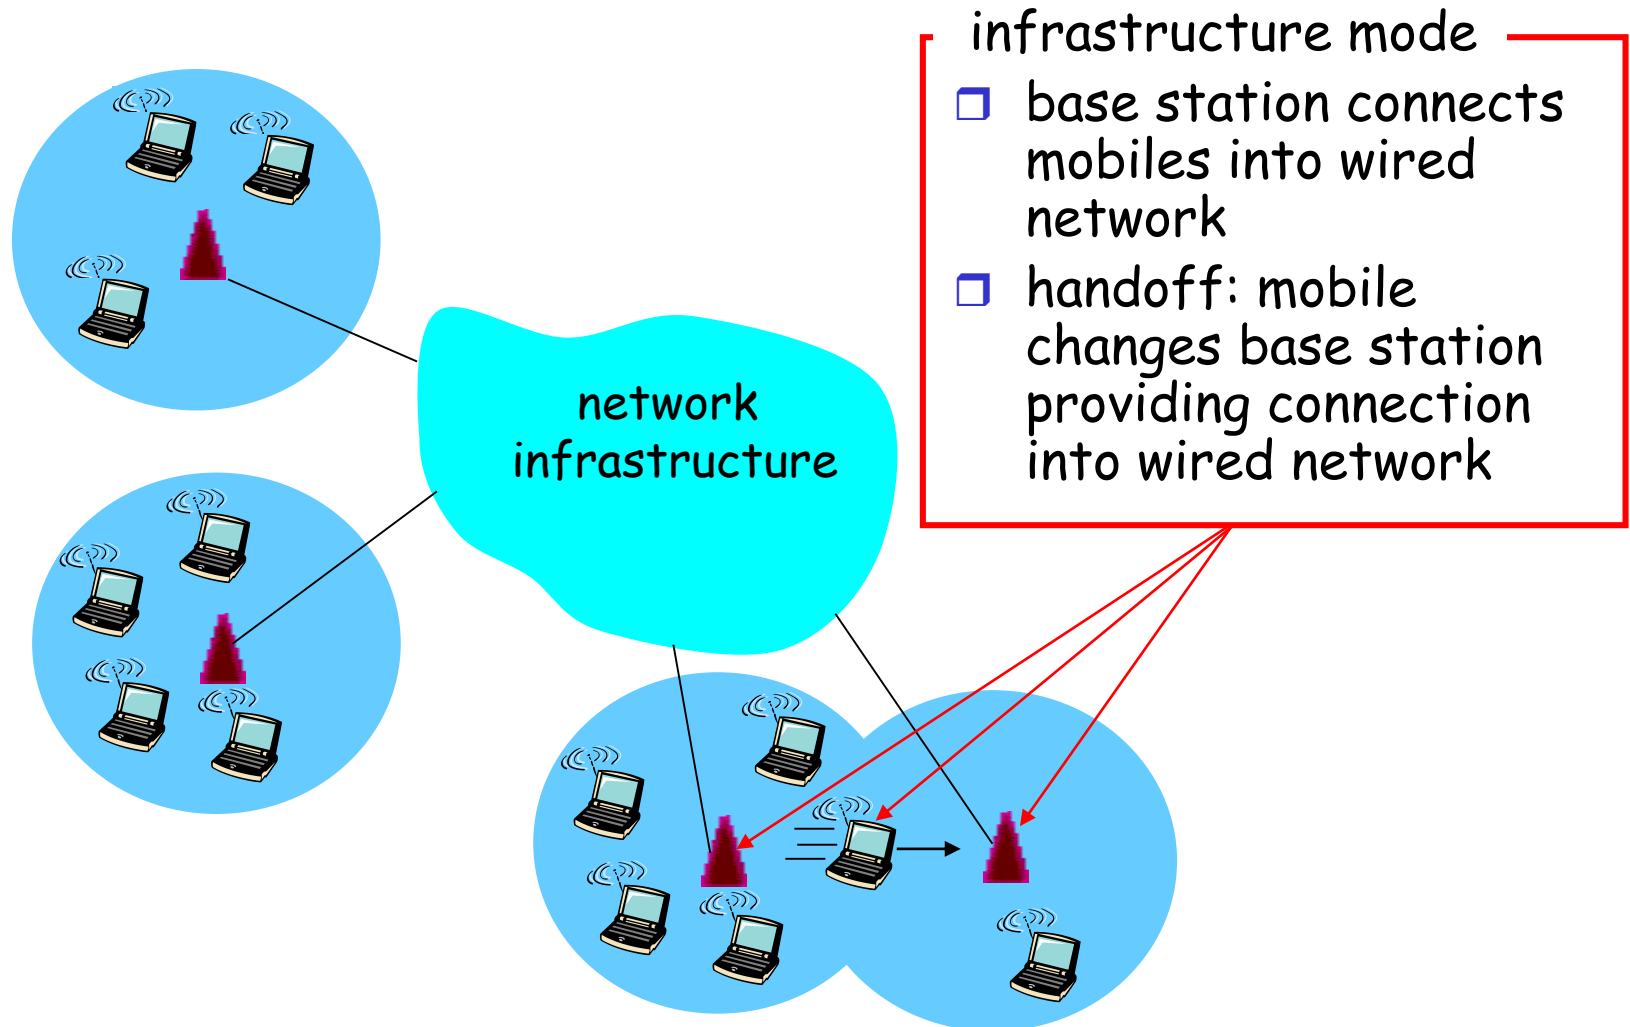 infrastructure mode
base station connects
mobiles into wired
network
handoff: mobile
changes base station
providing connection
into wired network
network
infrastructure